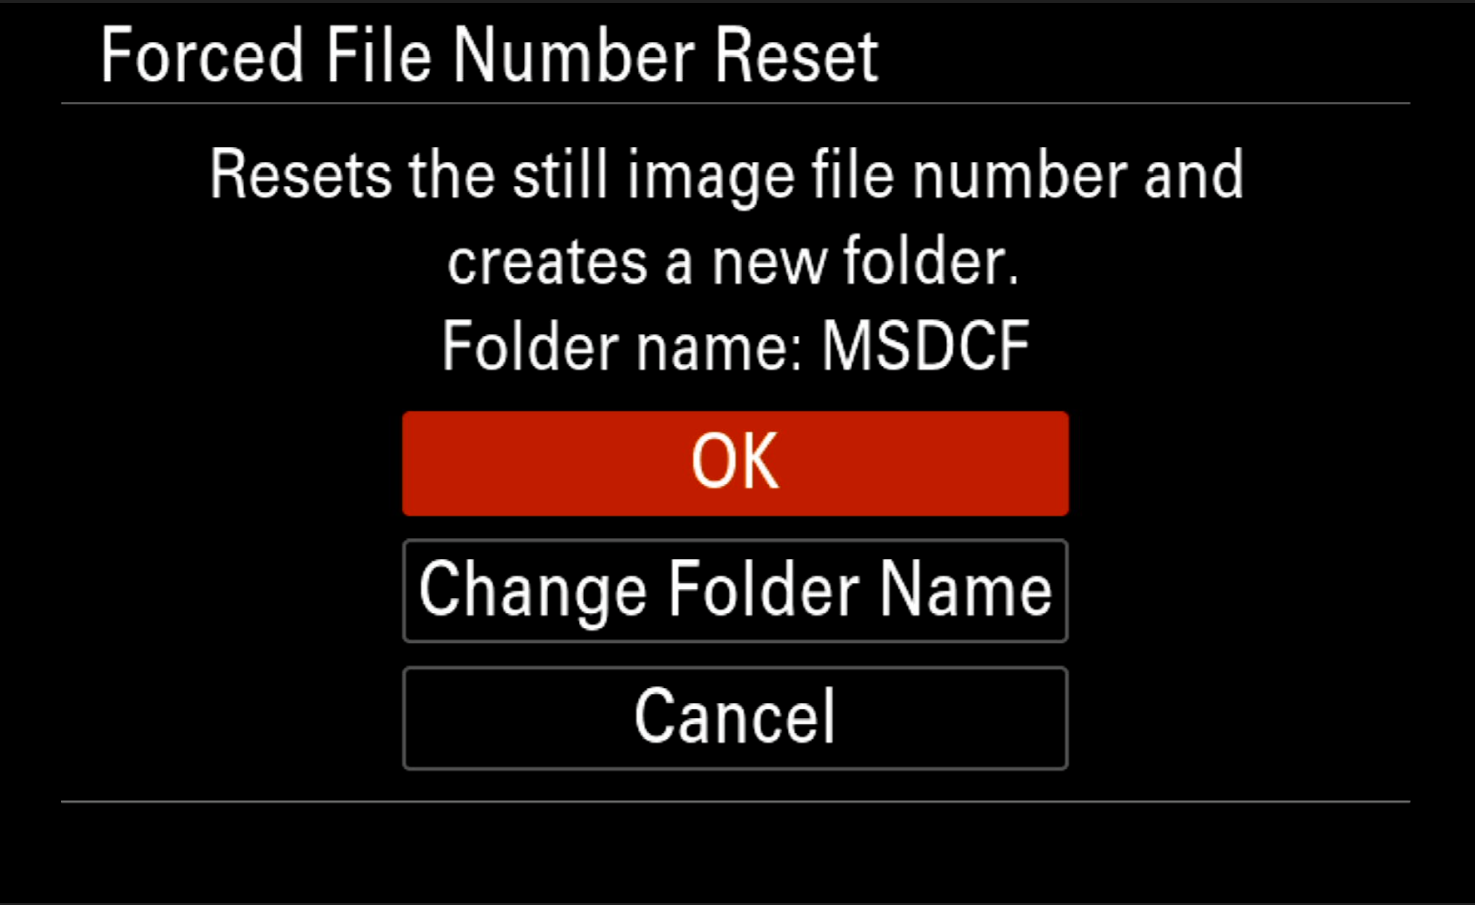 Forced File Number Reset
Resets the still image file number and
creates a new folder.
Folder name: MSDCF
OK
Change Folder Name
Cancel